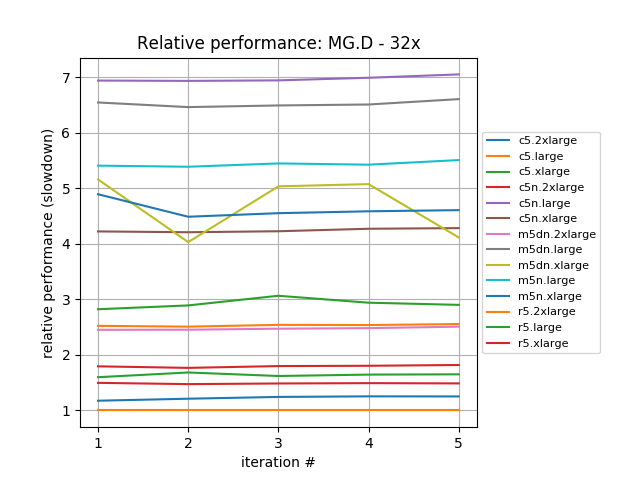 Relative performance: MG.D - 32x
relative performance (slowdown)
7
6
5
4
3
2
1
1
2
3
4
5
iteration #
c5.2xlarge
c5.large
c5.xlarge
c5n.2xlarge
c5n.large
c5n.xlarge
m5dn.2xlarge
m5dn.large
m5dn.xlarge
m5n.large
m5n.xlarge
r5.2xlarge
r5.large
r5.xlarge